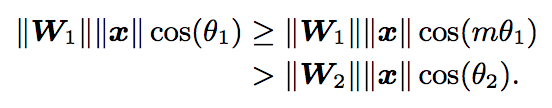 ‖W₁‖‖x‖ cos(θ₁) ≥ ‖W₁‖‖x‖ cos(mθ₁)
> ‖W₂‖‖x‖ cos(θ₂).